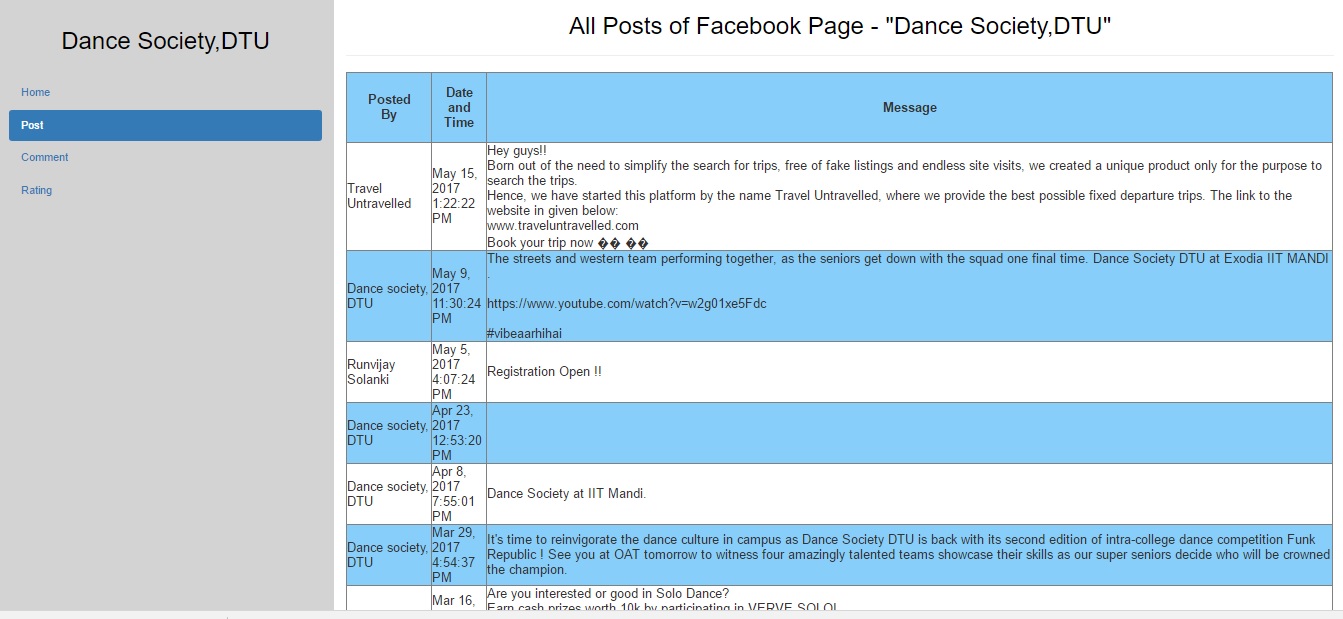 Dance Society,DTU
Home
Post
Comment
Rating
All Posts of Facebook Page - "Dance Society,DTU"
Posted
By
Date
and
Time
Message
Travel
Untravelled
May 15,
2017
1:22:22
PM
Hey guys!!
Born out of the need to simplify the search for trips, free of fake listings and endless site visits, we created a unique product only for the purpose to
search the trips.
Hence, we have started this platform by the name Travel Untravelled, where we provide the best possible fixed departure trips. The link to the
website in given below:
www.traveluntravelled.com
Book your trip now �� ��
Dance society,
DTU
May 9,
2017
11:30:24
PM
The streets and western team performing together, as the seniors get down with the squad one final time. Dance Society DTU at Exodia IIT MANDI
.
https://www.youtube.com/watch?v=w2g01xe5Fdc
#vibeaarhihai
Runvijay
Solanki
May 5,
2017
4:07:24
PM
Registration Open !!
Dance society,
DTU
Apr 23,
2017
12:53:20
PM
Dance society,
DTU
Apr 8,
2017
7:55:01
PM
Dance Society at IIT Mandi.
Dance society,
DTU
Mar 29,
2017
4:54:37
PM
It's time to reinvigorate the dance culture in campus as Dance Society DTU is back with its second edition of intra-college dance competition Funk
Republic ! See you at OAT tomorrow to witness four amazingly talented teams showcase their skills as our super seniors decide who will be crowned
the champion.
Mar 16,
Are you interested or good in Solo Dance?
Earn cash prizes worth 10k by participating in VERVE SOLO!